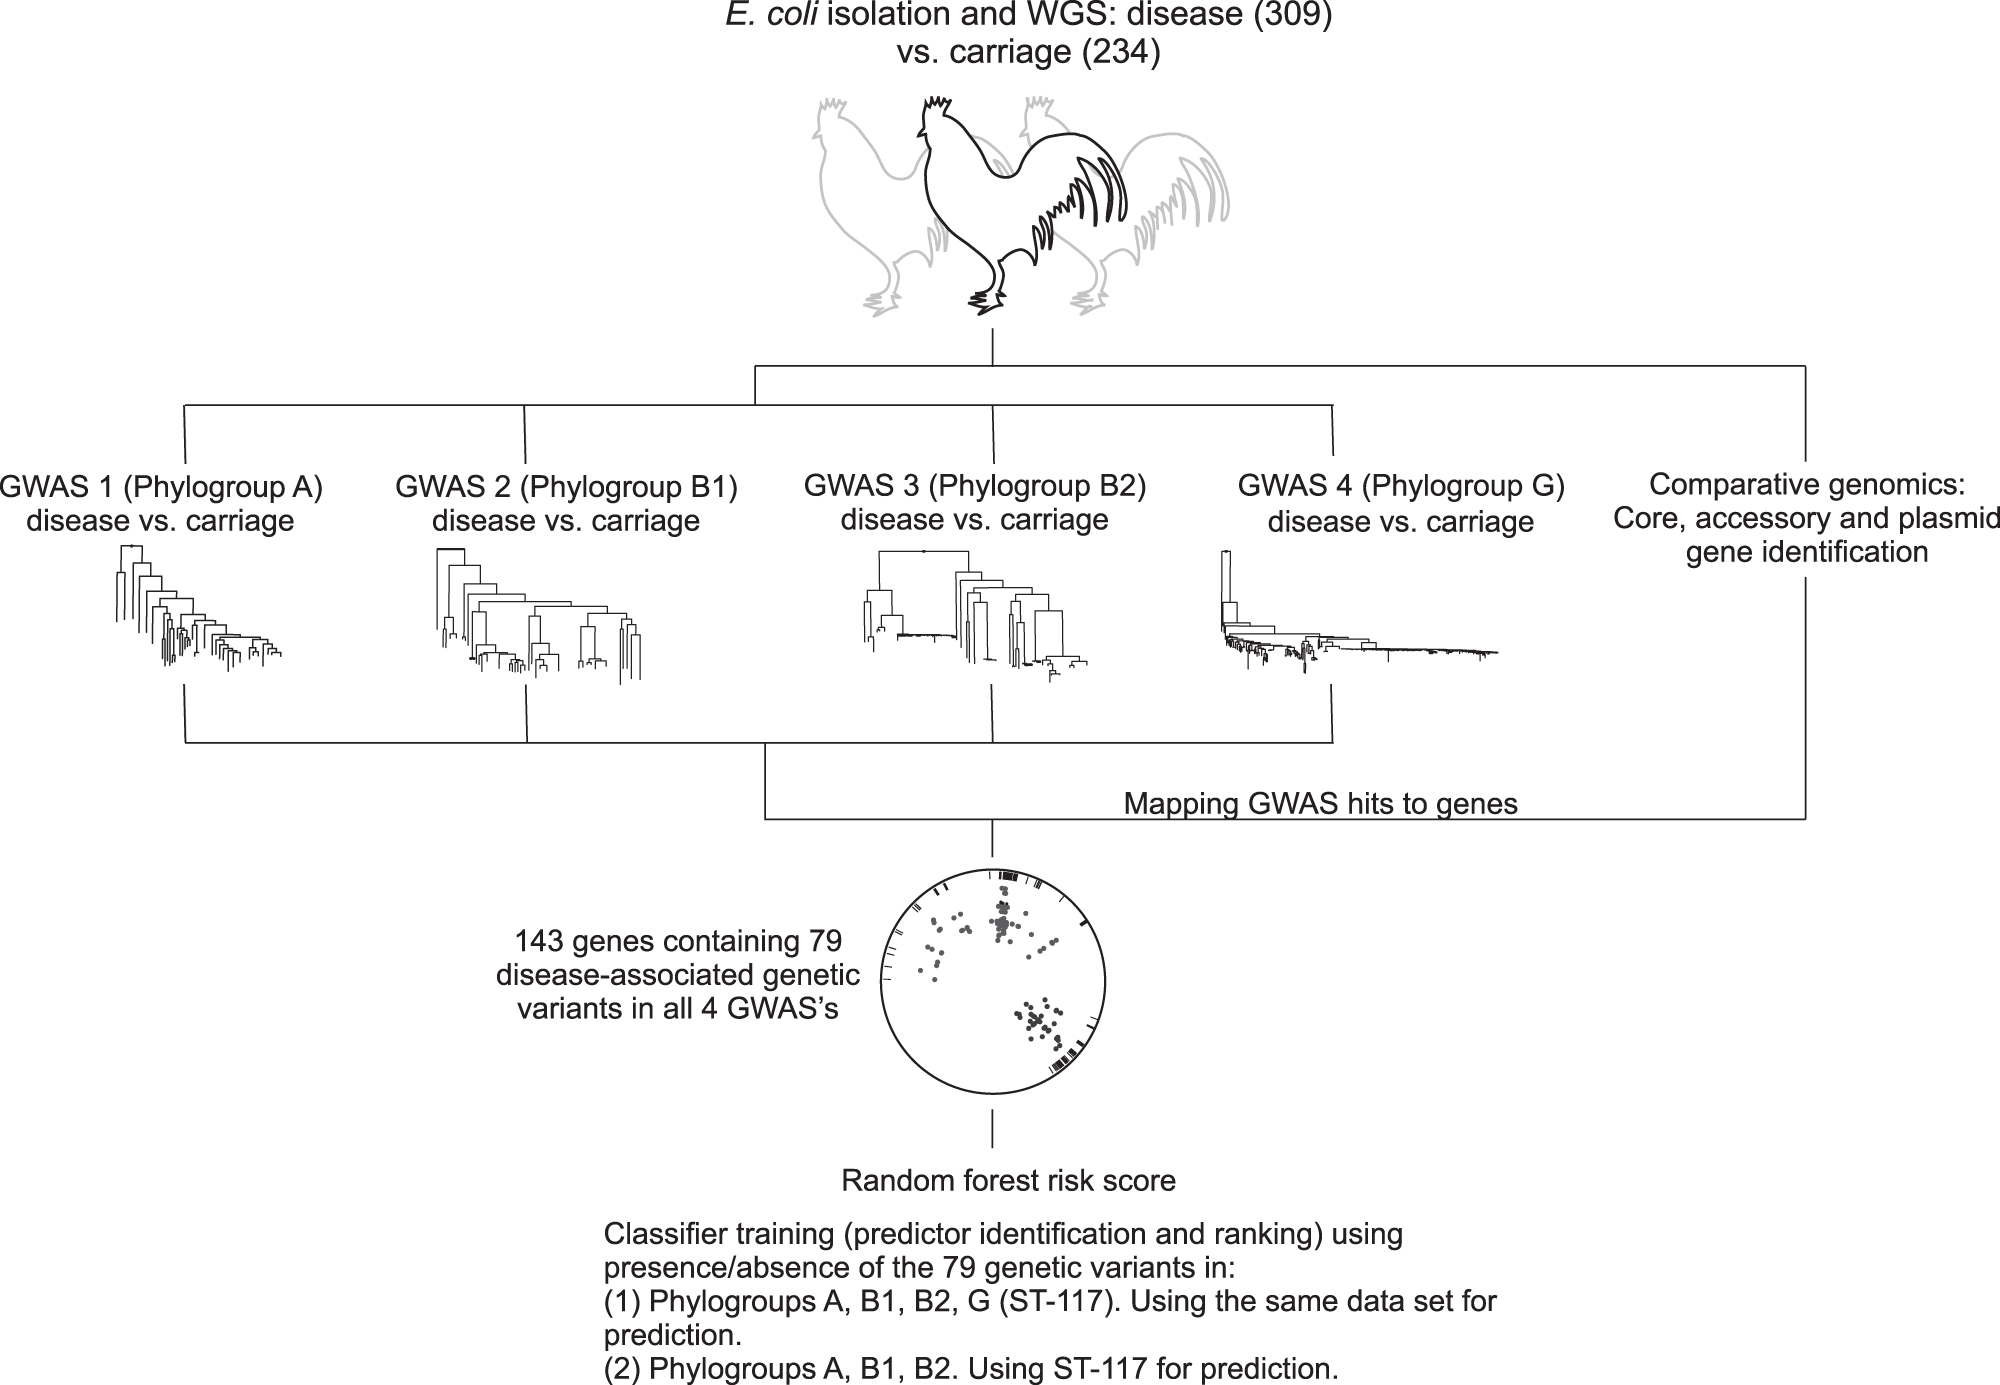 E. coli isolation and WGS: disease (309)
vs. carriage (234)
GWAS 1 (Phylogroup A)
disease vs. carriage
GWAS 2 (Phylogroup B1)
disease vs. carriage
GWAS 3 (Phylogroup B2)
disease vs. carriage
GWAS 4 (Phylogroup G)
disease vs. carriage
Comparative genomics:
Core, accessory and plasmid
gene identification
Mapping GWAS hits to genes
143 genes containing 79
disease-associated genetic
variants in all 4 GWAS’s
Random forest risk score
Classifier training (predictor identification and ranking) using
presence/absence of the 79 genetic variants in:
(1) Phylogroups A, B1, B2, G (ST-117). Using the same data set for
prediction.
(2) Phylogroups A, B1, B2. Using ST-117 for prediction.